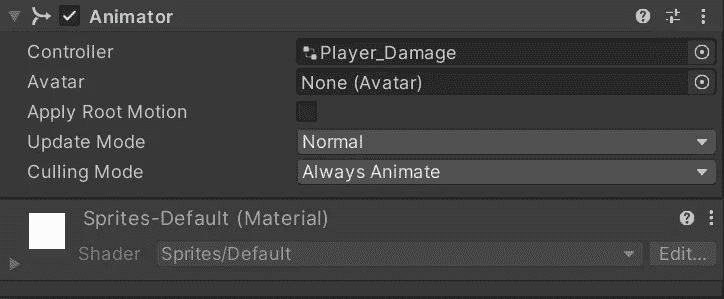 Animator
Controller Player_Damage
Avatar None (Avatar)
Apply Root Motion
Update Mode Normal
Culling Mode Always Animate
Sprites-Default (Material)
Shader Sprites/Default Edit...